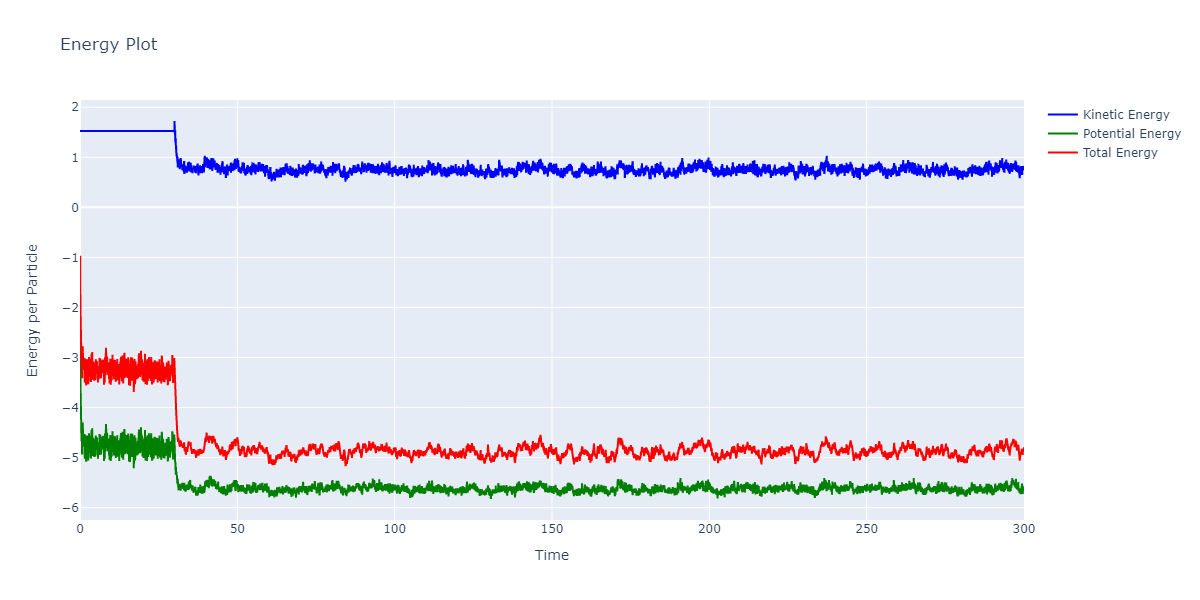 Energy Plot
2
1
0
−1
−2
−3
−4
−5
−6
Energy per Particle
0 50 100 150 200 250 300
Time
Kinetic Energy
Potential Energy
Total Energy